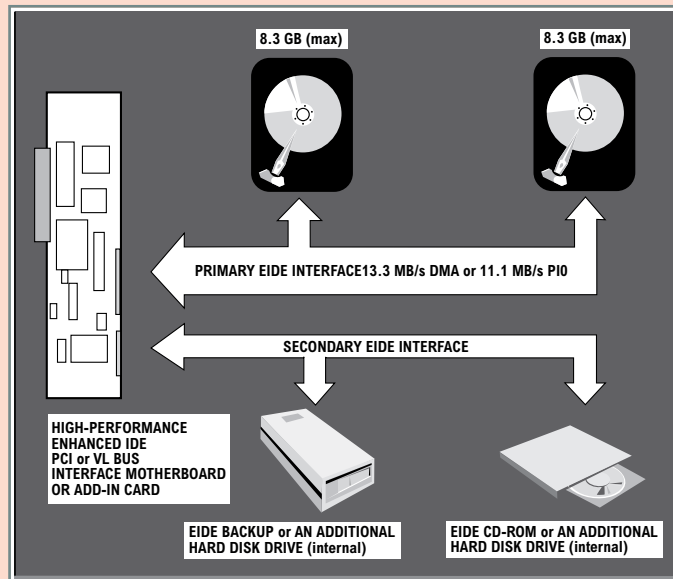 8.3 GB (max)
8.3 GB (max)
PRIMARY EIDE INTERFACE13.3 MB/s DMA or 11.1 MB/s PI0
SECONDARY EIDE INTERFACE
HIGH-PERFORMANCE
ENHANCED IDE
PCI or VL BUS
INTERFACE MOTHERBOARD
OR ADD-IN CARD
EIDE BACKUP or AN ADDITIONAL
HARD DISK DRIVE (internal)
EIDE CD-ROM or AN ADDITIONAL
HARD DISK DRIVE (internal)